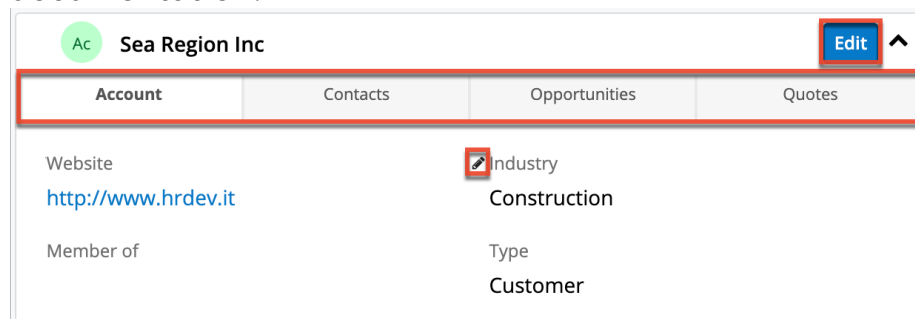 Ac Sea Region Inc Edit
Account Contacts Opportunities Quotes
Website Industry
http://www.hrdev.it Construction
Member of Type
Customer